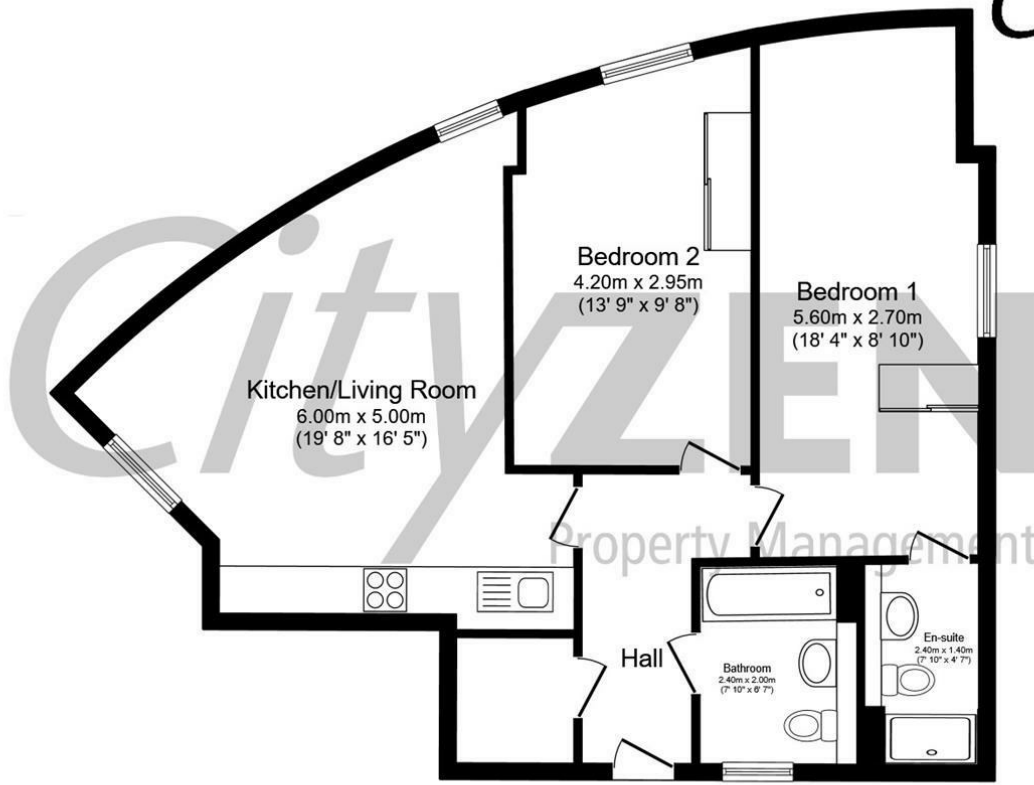 Bedroom 2
4.20m x 2.95m
(13' 9" x 9' 8")
Bedroom 1
5.60m x 2.70m
(18' 4" x 8' 10")
Kitchen/Living Room
6.00m x 5.00m
(19' 8" x 16' 5")
CityZEN
Property Management
Hall
Bathroom
2.40m x 2.00m
(7' 10" x 6' 7")
En-suite
2.40m x 1.40m
(7' 10" x 4' 7")